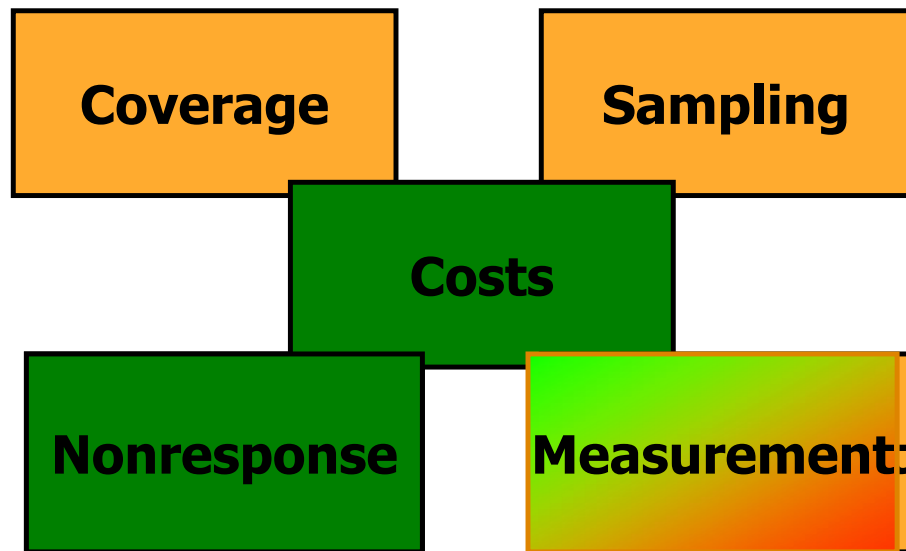 Coverage
Sampling
Costs
Nonresponse
Measurement